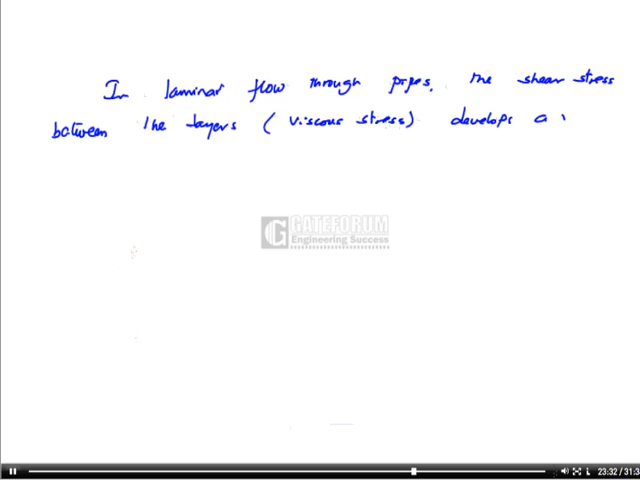 In laminar flow through pipes, the shear stress
between the layers (viscous stress) develops a
GATEFORUM
Engineering Success
23:32 / 31:3